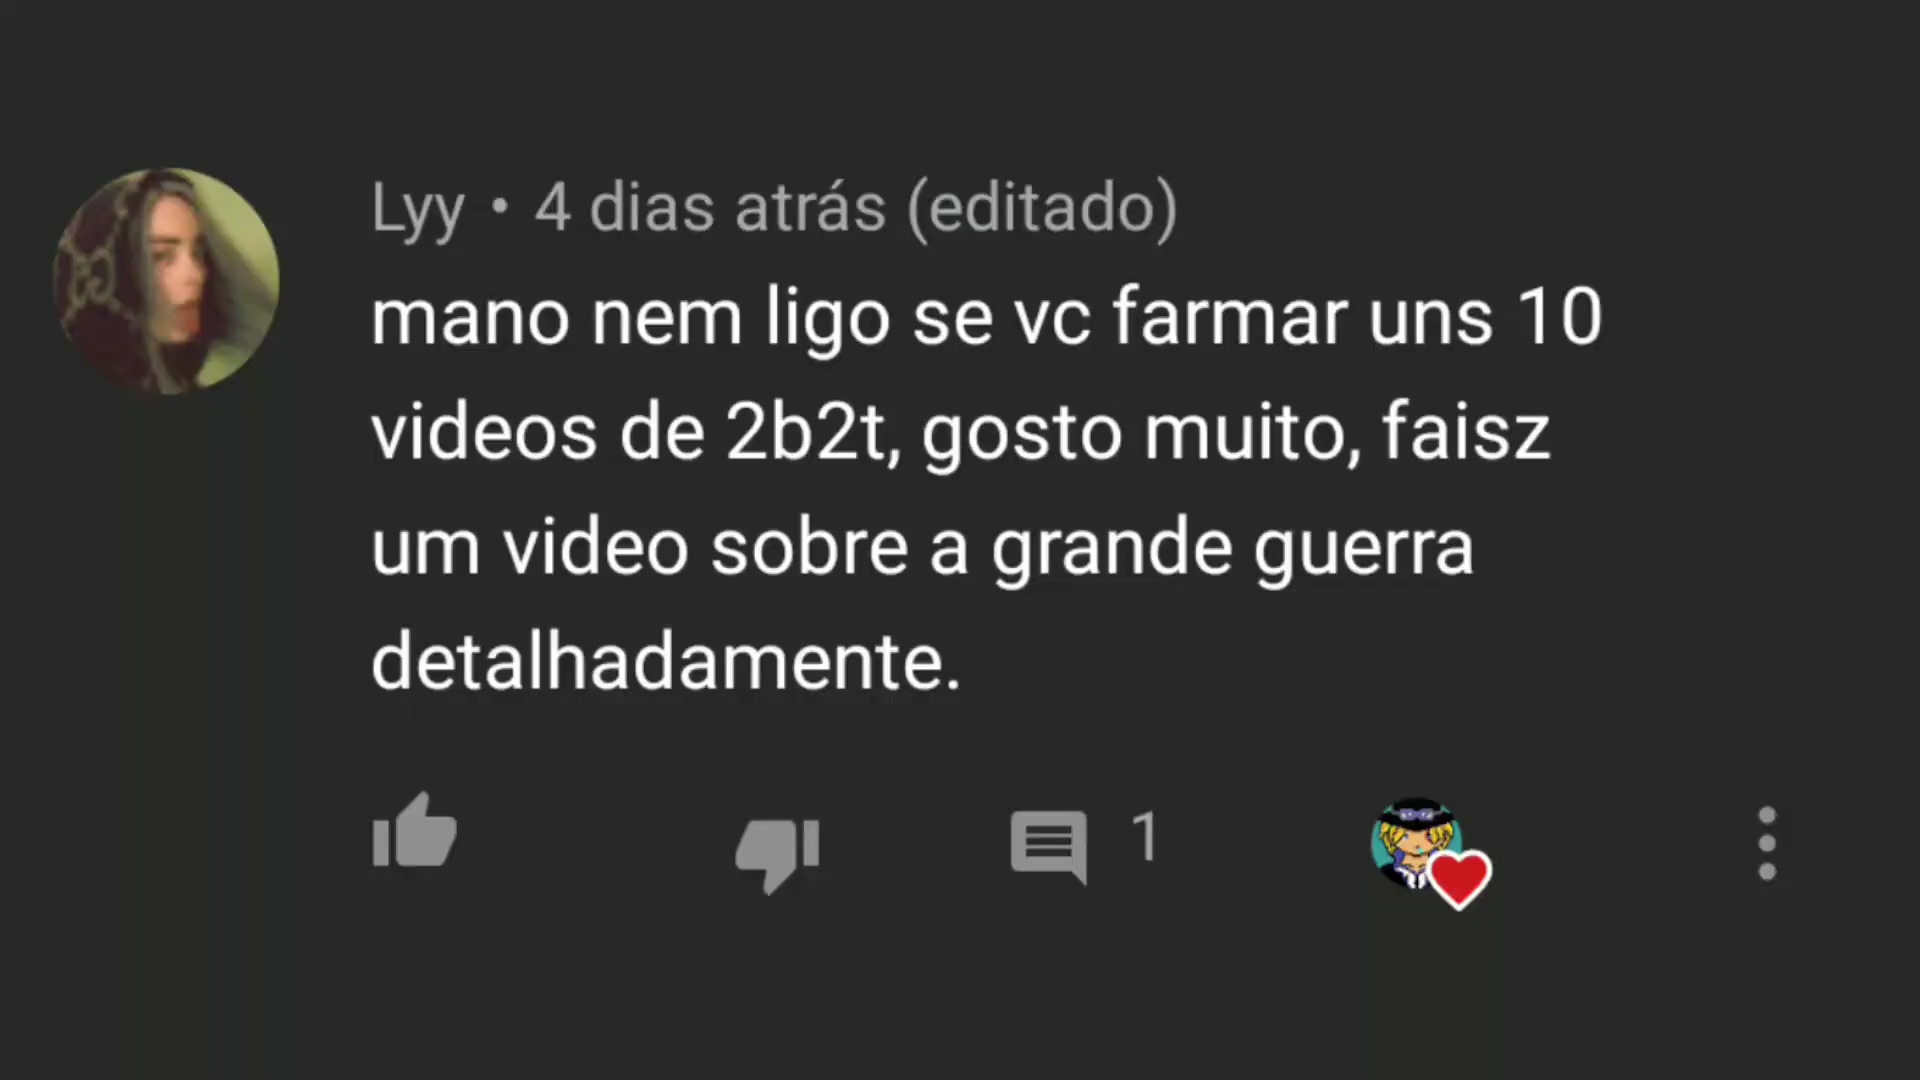 Lyy • 4 dias atrás (editado)
mano nem ligo se vc farmar uns 10
videos de 2b2t, gosto muito, faisz
um video sobre a grande guerra
detalhadamente.
1